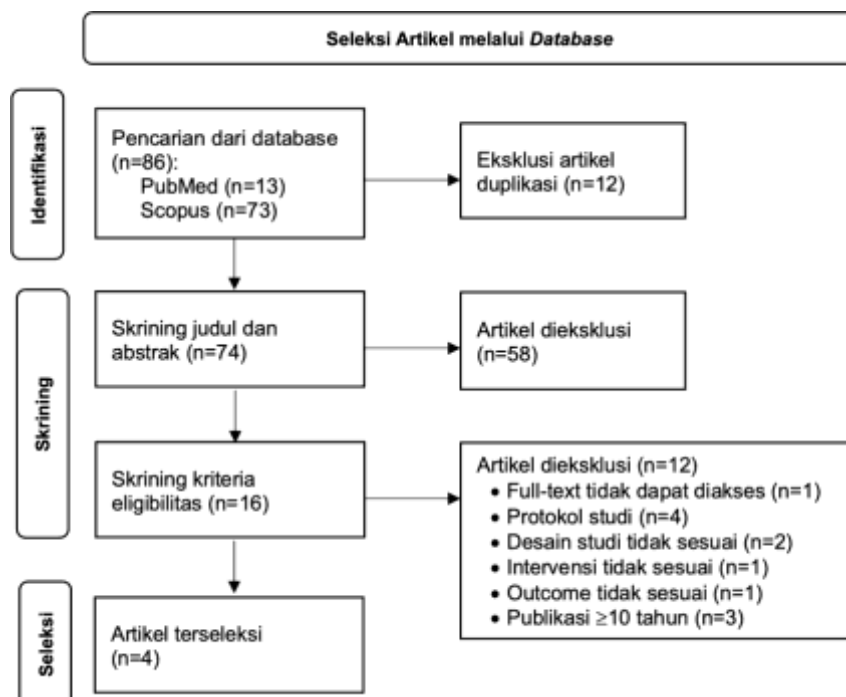 Seleksi Artikel melalui Database
Identifikasi
Pencarian dari database
(n=86):
PubMed (n=13)
Scopus (n=73)
Eksklusi artikel
duplikasi (n=12)
Skrining
Skrining judul dan
abstrak (n=74)
Artikel dieksklusi
(n=58)
Skrining kriteria
eligibilitas (n=16)
Artikel dieksklusi (n=12)
• Full-text tidak dapat diakses (n=1)
• Protokol studi (n=4)
• Desain studi tidak sesuai (n=2)
• Intervensi tidak sesuai (n=1)
• Outcome tidak sesuai (n=1)
• Publikasi ≥10 tahun (n=3)
Seleksi
Artikel terseleksi
(n=4)